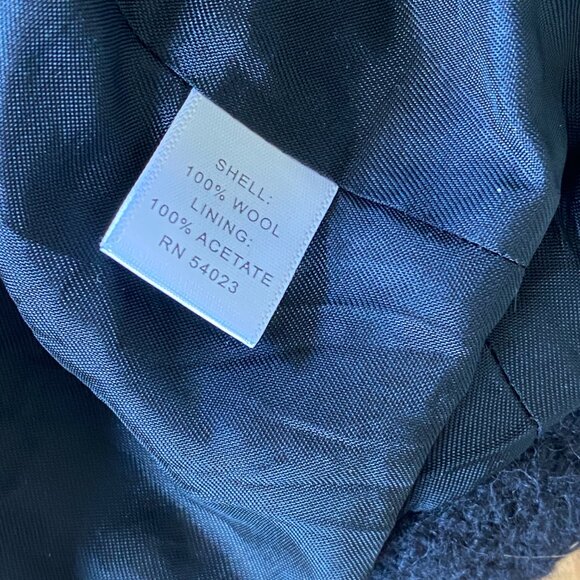 SHELL:
100% WOOL
LINING:
100% ACETATE
RN 54023